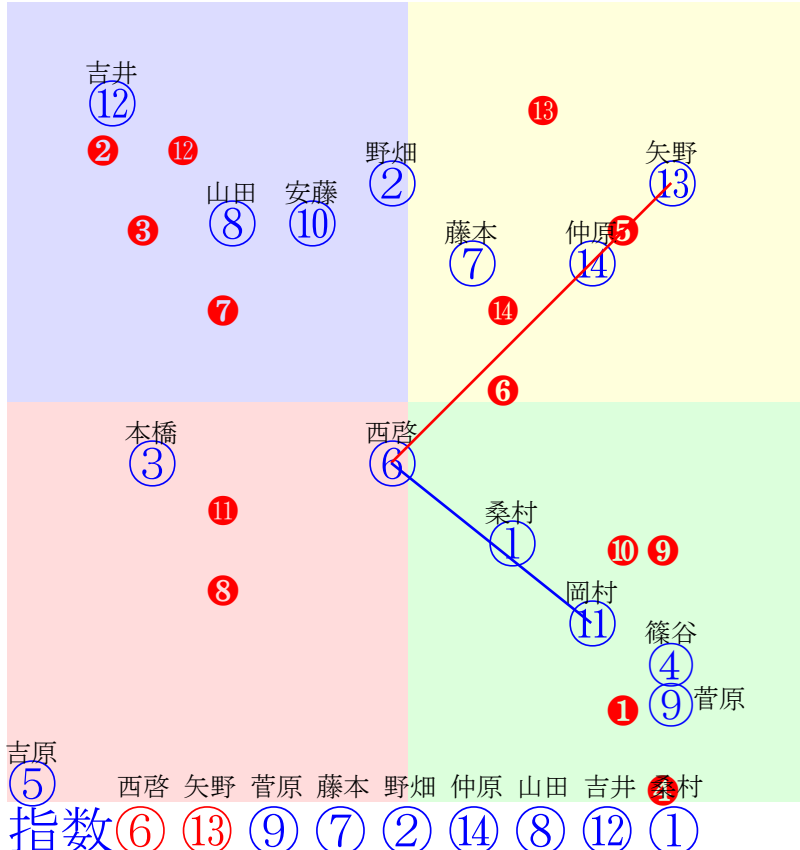 吉井
⑫
⓭
❷ ⓬
野畑 矢野
② ⑬
山田 安藤
⑧ ⑩
❸ 藤本 仲原 ❺
⑦ ⑭
❼ ⓮
❻
本橋 西啓
③ ⑥
桑村
⓫ ①
❿ ❾
❽ 岡村
⑪
篠谷
④
❶ ⑨ 菅原
吉原
⑤ 西啓 矢野 菅原 藤本 野畑 仲原 山田 吉井 桑村 ❹
指数 ⑥ ⑬ ⑨ ⑦ ② ⑭ ⑧ ⑫ ①